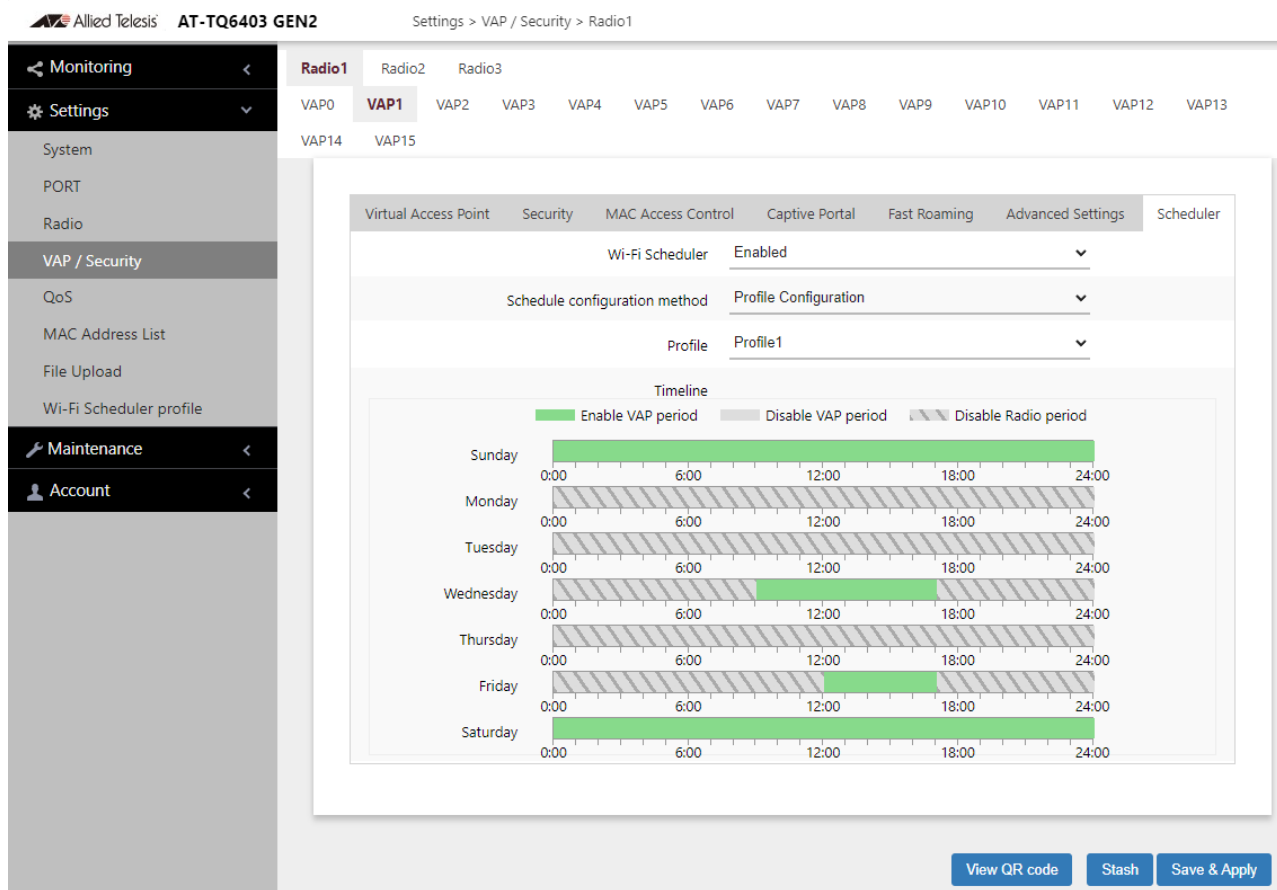 Allied Telesis AT-TQ6403 GEN2 Settings > VAP / Security > Radio1
Monitoring
Settings
System
PORT
Radio
VAP / Security
QoS
MAC Address List
File Upload
Wi-Fi Scheduler profile
Maintenance
Account
Radio1 Radio2 Radio3
VAP0 VAP1 VAP2 VAP3 VAP4 VAP5 VAP6 VAP7 VAP8 VAP9 VAP10 VAP11 VAP12 VAP13
VAP14 VAP15
Virtual Access Point Security MAC Access Control Captive Portal Fast Roaming Advanced Settings Scheduler
Wi-Fi Scheduler Enabled
Schedule configuration method Profile Configuration
Profile Profile1
Timeline
Enable VAP period Disable VAP period Disable Radio period
Sunday
0:00 6:00 12:00 18:00 24:00
Monday
0:00 6:00 12:00 18:00 24:00
Tuesday
0:00 6:00 12:00 18:00 24:00
Wednesday
0:00 6:00 12:00 18:00 24:00
Thursday
0:00 6:00 12:00 18:00 24:00
Friday
0:00 6:00 12:00 18:00 24:00
Saturday
0:00 6:00 12:00 18:00 24:00
View QR code Stash Save & Apply